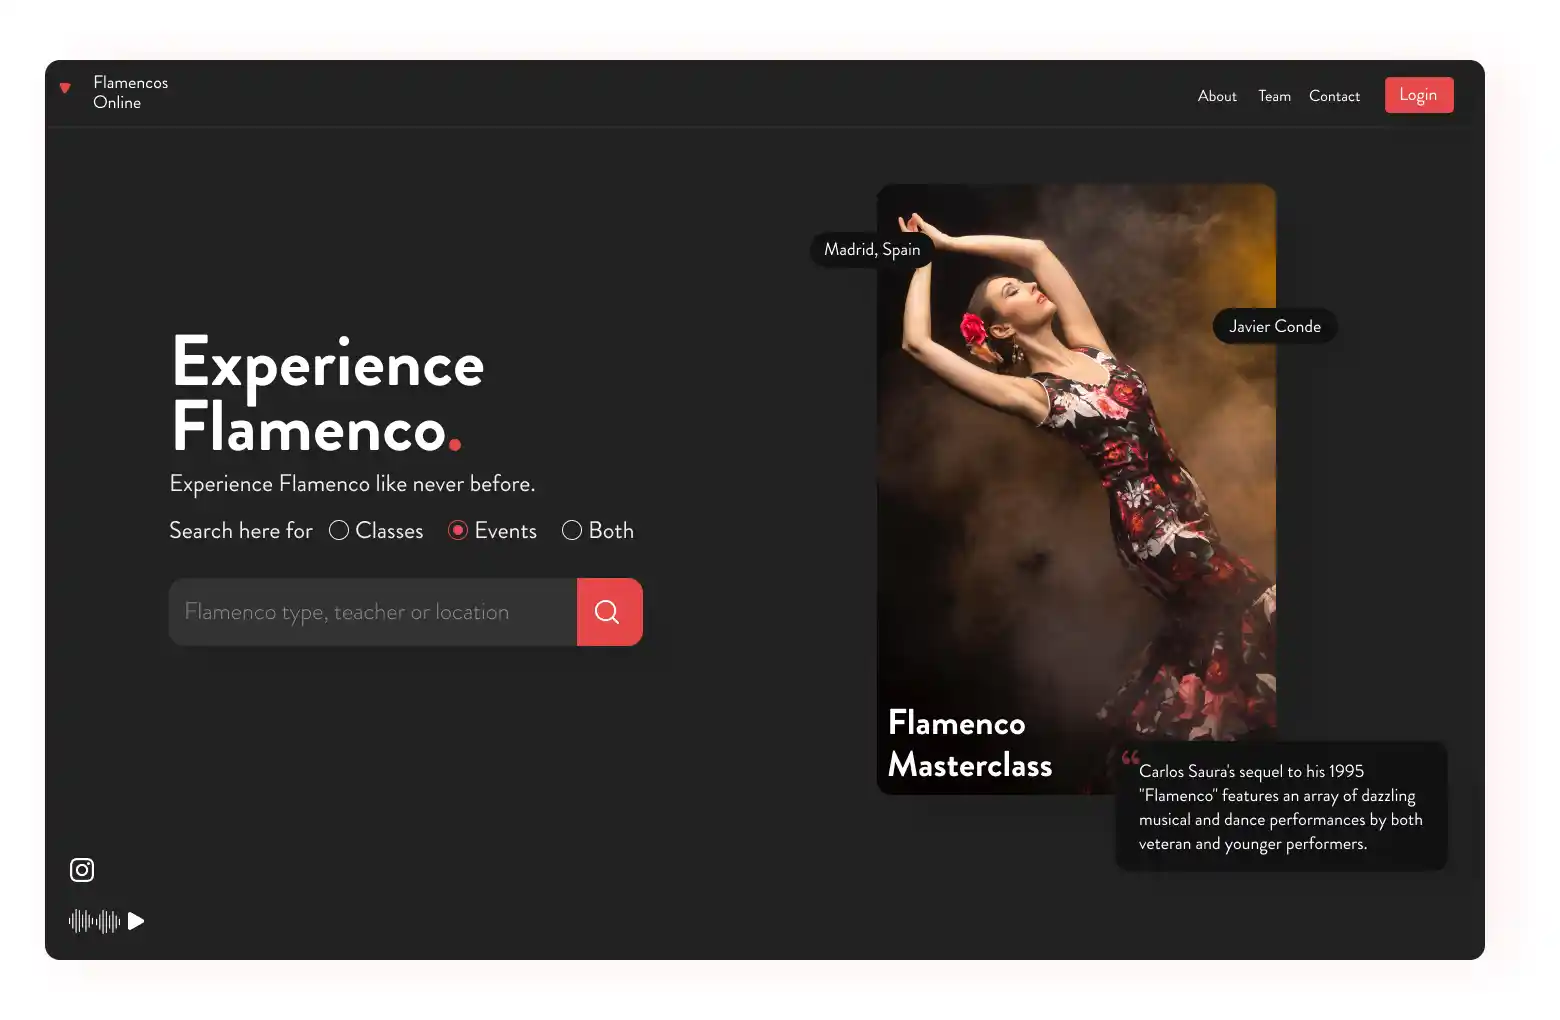 Flamencos
Online
About Team Contact Login
Madrid, Spain
Javier Conde
Experience
Flamenco.
Experience Flamenco like never before.
Search here for Classes Events Both
Flamenco type, teacher or location
Flamenco
Masterclass
“
Carlos Saura's sequel to his 1995
"Flamenco" features an array of dazzling
musical and dance performances by both
veteran and younger performers.